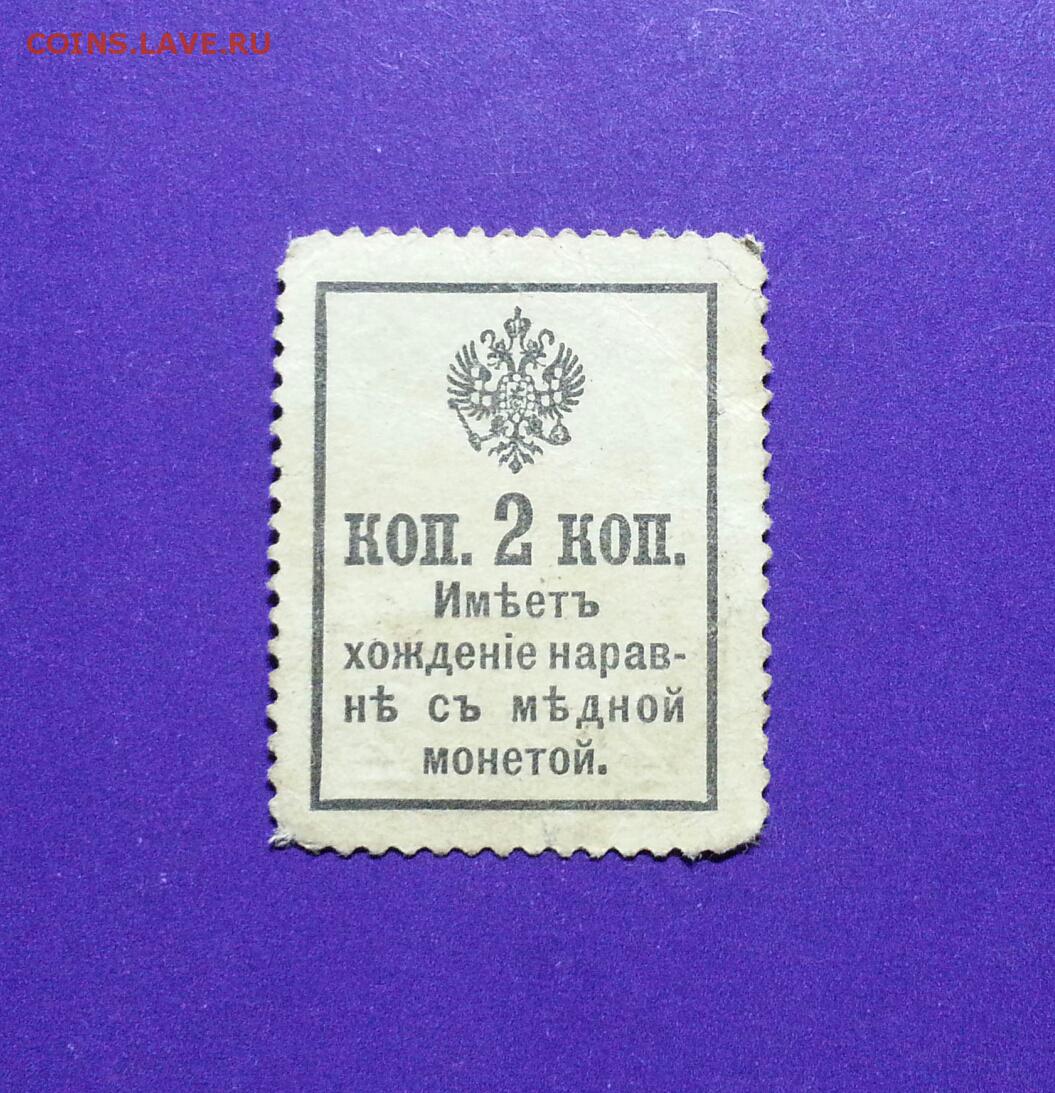 COINS.LAVE.RU
КОП. 2 КОП.
Имѣетъ
хожденіе нарав-
нѣ съ мѣдной
монетой.